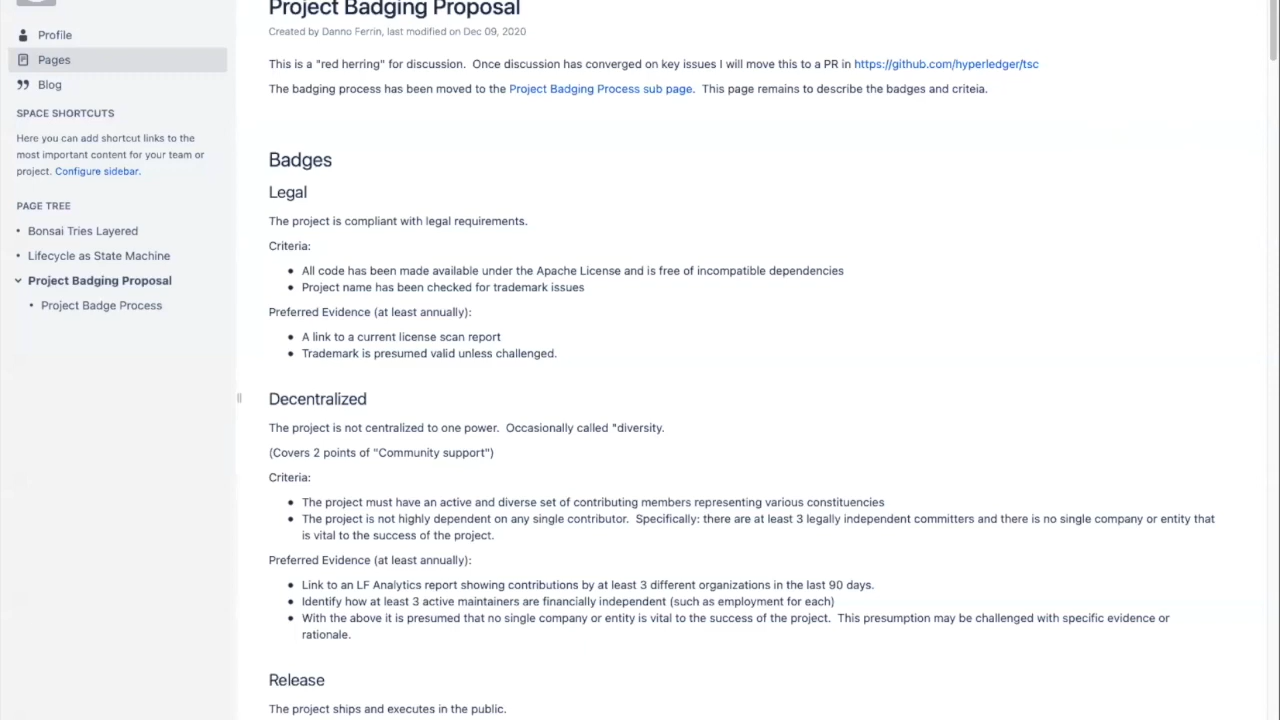 Project Badging Proposal
Created by Danno Ferrin, last modified on Dec 09, 2020
Profile
Pages
Blog
SPACE SHORTCUTS
Here you can add shortcut links to the
most important content for your team or
project. Configure sidebar.
PAGE TREE
Bonsai Tries Layered
Lifecycle as State Machine
Project Badging Proposal
Project Badge Process
This is a "red herring" for discussion.  Once discussion has converged on key issues I will move this to a PR in https://github.com/hyperledger/tsc
The badging process has been moved to the Project Badging Process sub page.  This page remains to describe the badges and criteia.
Badges
Legal
The project is compliant with legal requirements.
Criteria:
• All code has been made available under the Apache License and is free of incompatible dependencies
• Project name has been checked for trademark issues
Preferred Evidence (at least annually):
• A link to a current license scan report
• Trademark is presumed valid unless challenged.
Decentralized
The project is not centralized to one power.  Occasionally called "diversity.
(Covers 2 points of "Community support")
Criteria:
• The project must have an active and diverse set of contributing members representing various constituencies
• The project is not highly dependent on any single contributor.  Specifically: there are at least 3 legally independent committers and there is no single company or entity that
is vital to the success of the project.
Preferred Evidence (at least annually):
• Link to an LF Analytics report showing contributions by at least 3 different organizations in the last 90 days.
• Identify how at least 3 active maintainers are financially independent (such as employment for each)
• With the above it is presumed that no single company or entity is vital to the success of the project.  This presumption may be challenged with specific evidence or
rationale.
Release
The project ships and executes in the public.